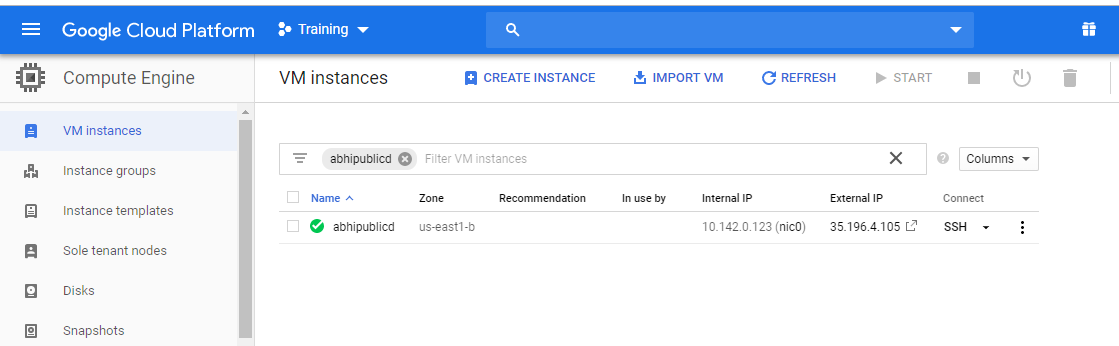 Google Cloud Platform Training
Compute Engine
VM instances CREATE INSTANCE IMPORT VM REFRESH START
VM instances
Instance groups
Instance templates
Sole tenant nodes
Disks
Snapshots
abhipublicd Filter VM instances Columns
Name Zone Recommendation In use by Internal IP External IP Connect
abhipublicd us-east1-b 10.142.0.123 (nic0) 35.196.4.105 SSH